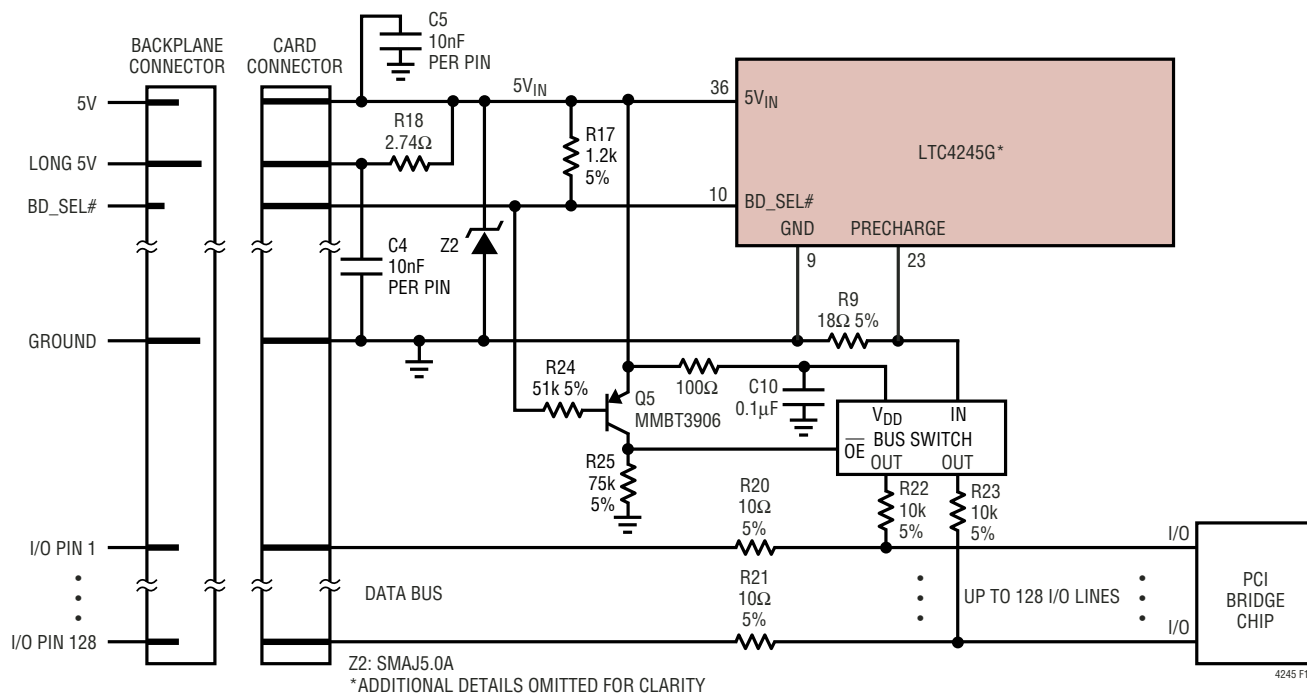 BACKPLANE
CONNECTOR
CARD
CONNECTOR
C5
10nF
PER PIN
5V
LONG 5V
BD_SEL#
GROUND
I/O PIN 1
I/O PIN 128
R18
2.74Ω
5VIN
R17
1.2k
5%
Z2
C4
10nF
PER PIN
36
5VIN
LTC4245G*
10
BD_SEL#
GND
PRECHARGE
9
23
R9
18Ω 5%
R24
51k 5%
Q5
MMBT3906
100Ω
C10
0.1µF
VDD
IN
BUS SWITCH
OE
OUT
OUT
R25
75k
5%
R22
10k
5%
R23
10k
5%
R20
10Ω
5%
R21
10Ω
5%
DATA BUS
UP TO 128 I/O LINES
I/O
I/O
PCI
BRIDGE
CHIP
Z2: SMAJ5.0A
*ADDITIONAL DETAILS OMITTED FOR CLARITY